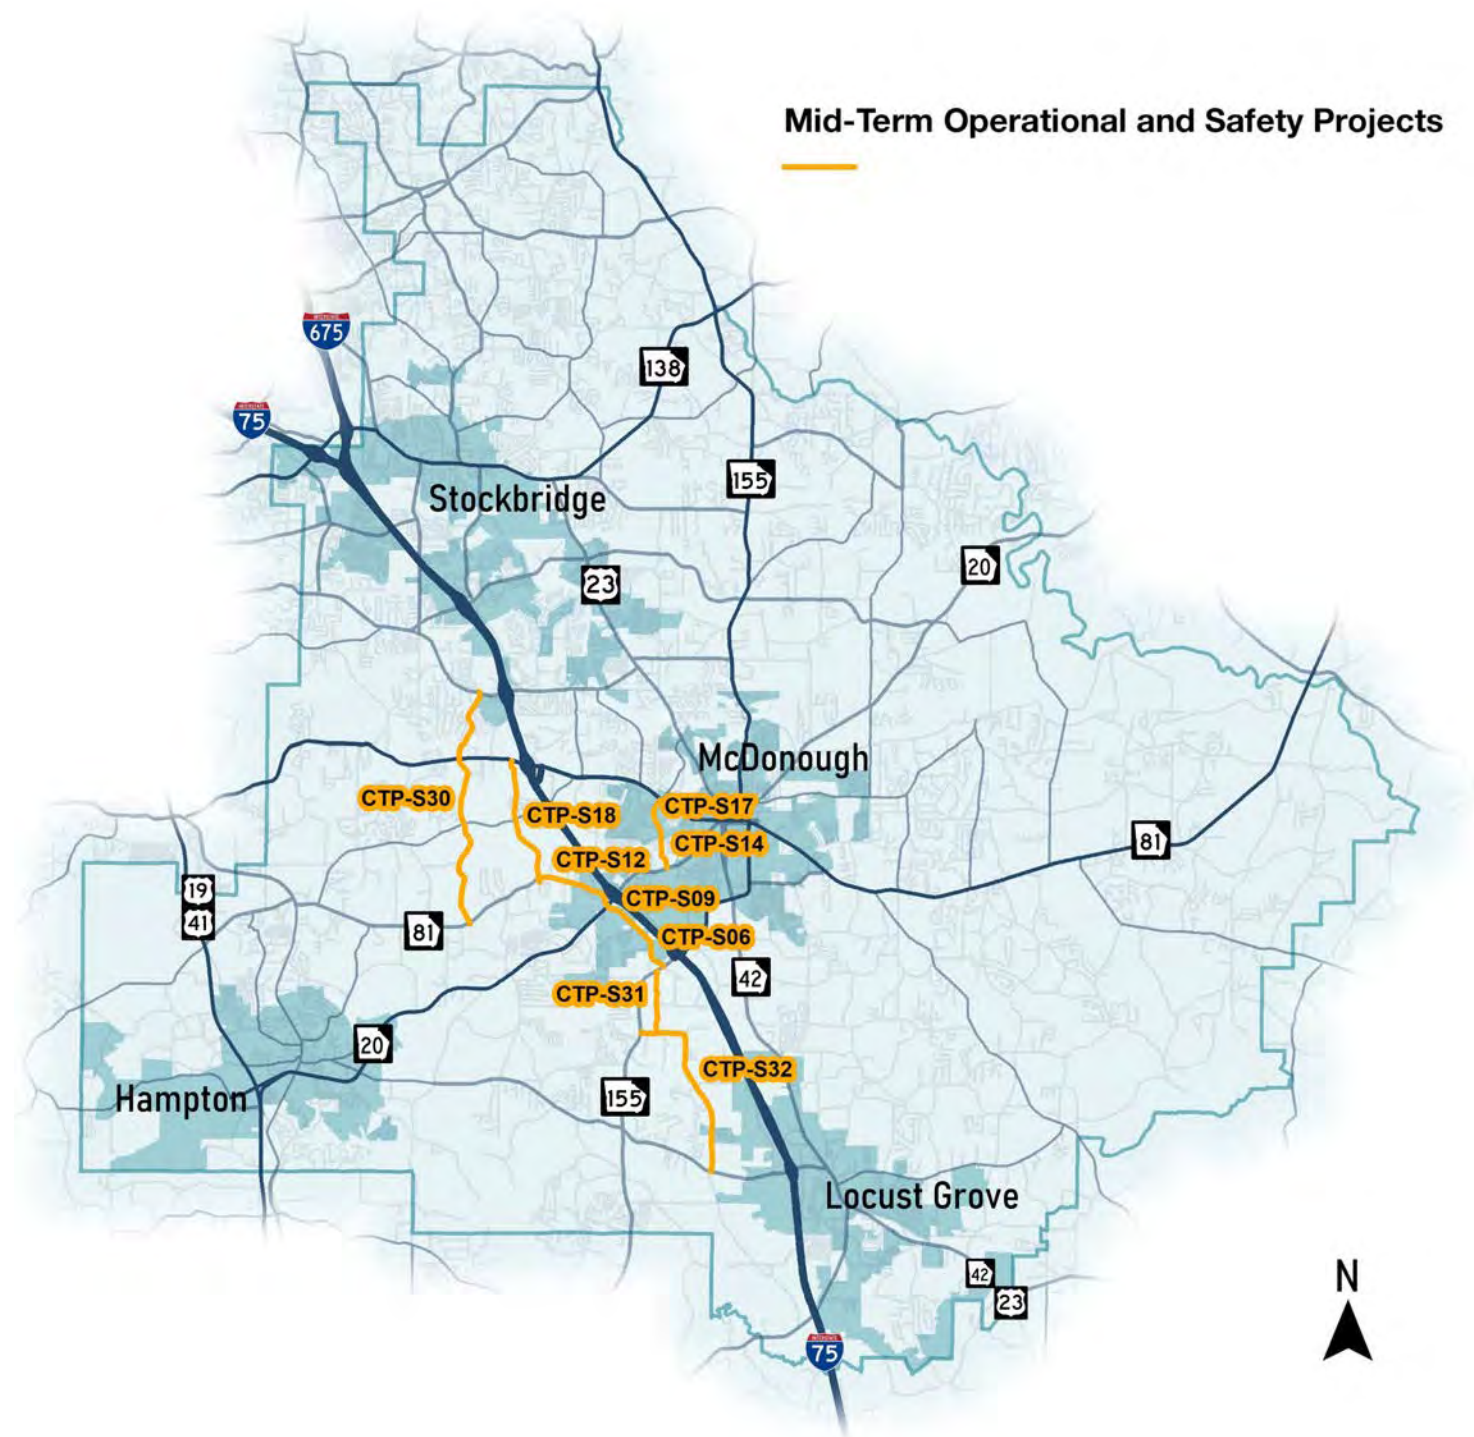 Mid-Term Operational and Safety Projects
675
75
138
155
Stockbridge
20
23
McDonough
CTP-S30
CTP-S17
CTP-S18
CTP-S14
81
CTP-S12
19
CTP-S09
41
81
CTP-S06
42
CTP-S31
20
CTP-S32
Hampton
155
Locust Grove
42
N
23
75